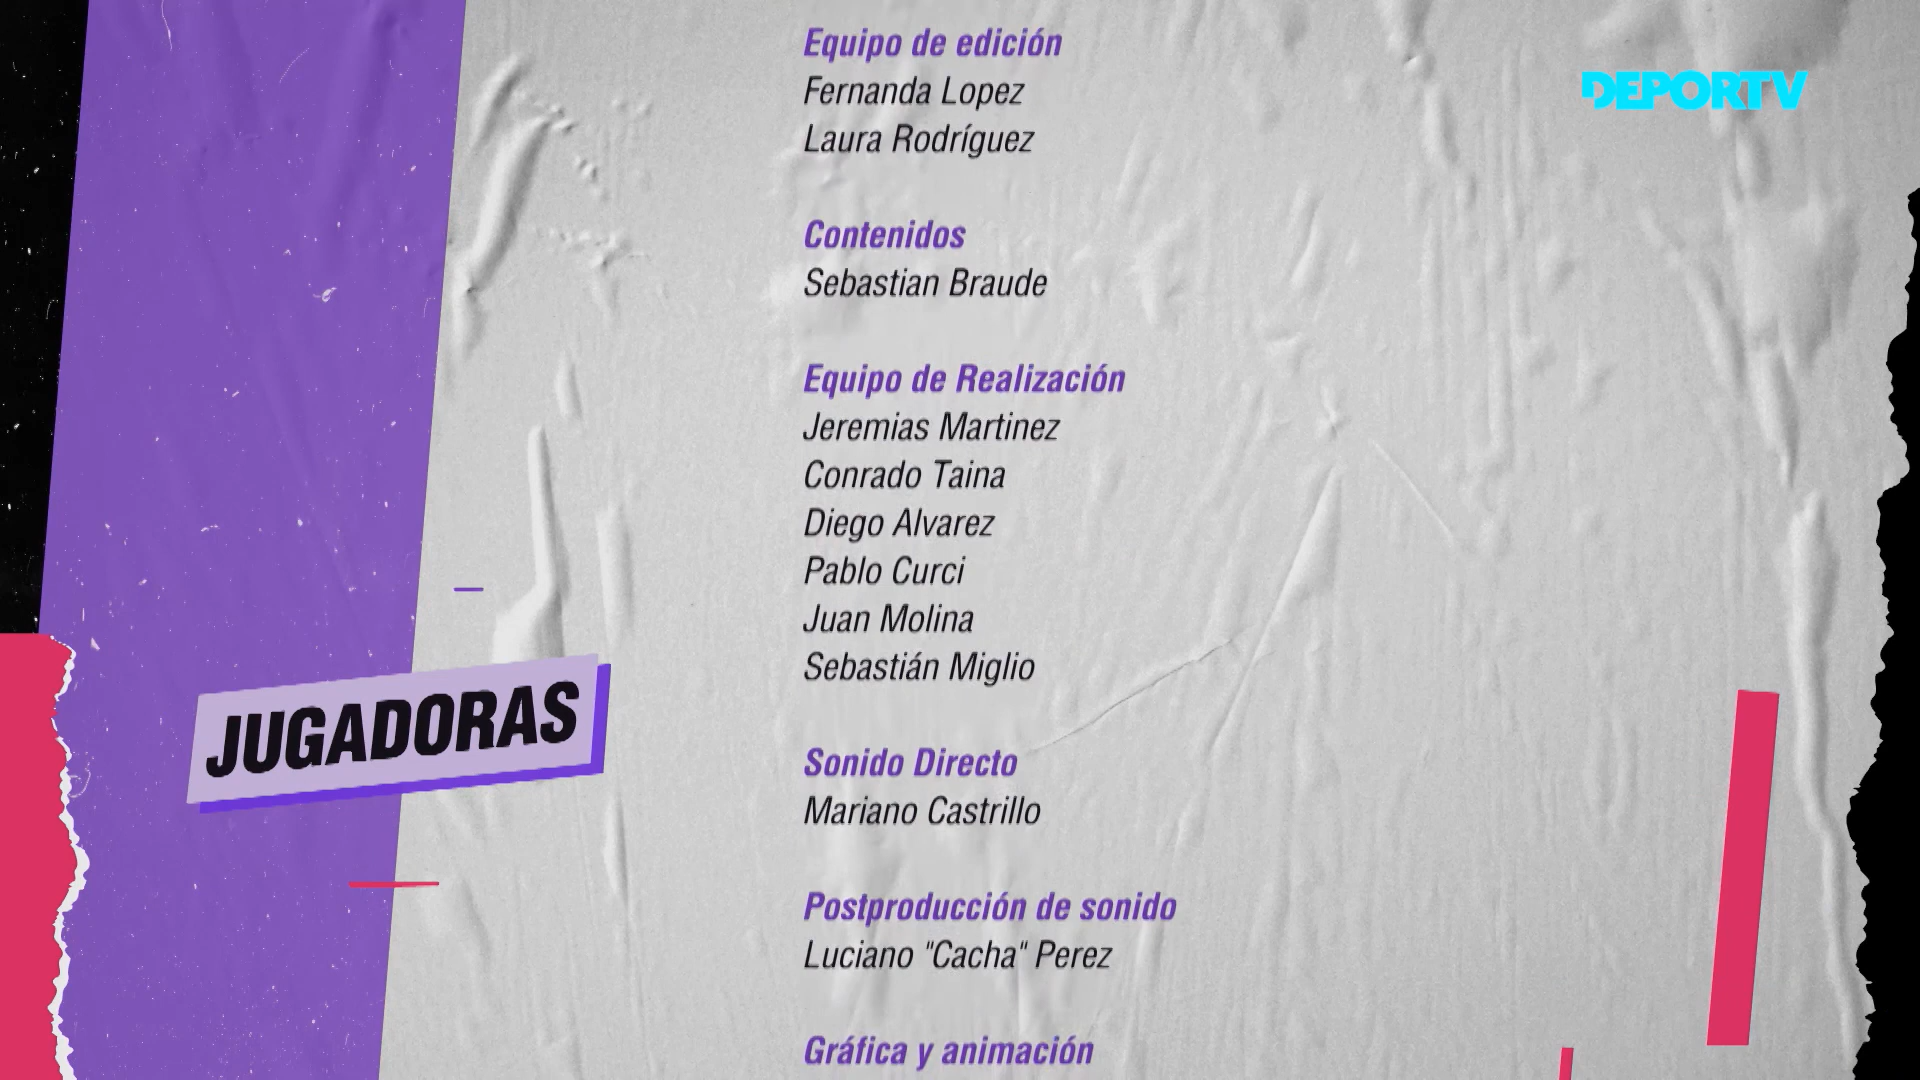 Equipo de edición
Fernanda Lopez
Laura Rodríguez
DEPORTV
Contenidos
Sebastian Braude
Equipo de Realización
Jeremias Martinez
Conrado Taina
Diego Alvarez
Pablo Curci
Juan Molina
Sebastián Miglio
JUGADORAS
Sonido Directo
Mariano Castrillo
Postproducción de sonido
Luciano "Cacha" Perez
Gráfica y animación